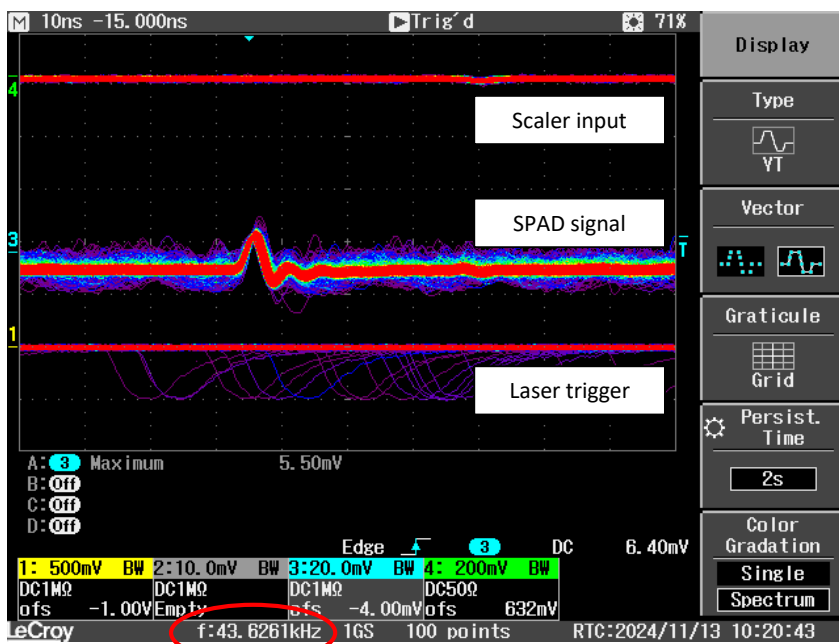 M 10ns -15.000ns Trig´d 71%
4
Scaler input
SPAD signal
3
T
1
Laser trigger
A:3 Maximum 5.50mV
B:Off
C:Off
D:Off
Edge 3 DC 6.40mV
1: 500mV BW 2:10.0mV BW 3:20.0mV BW 4: 200mV BW
DC1MΩ DC1MΩ DC1MΩ DC50Ω
ofs -1.00V Empty ofs -4.00mV ofs 632mV
LeCroy f:43.6261kHz 1GS 100 points RTC:2024/11/13 10:20:43
Display
Type
YT
Vector
Graticule
Grid
Persist.
Time
2s
Color
Gradation
Single
Spectrum